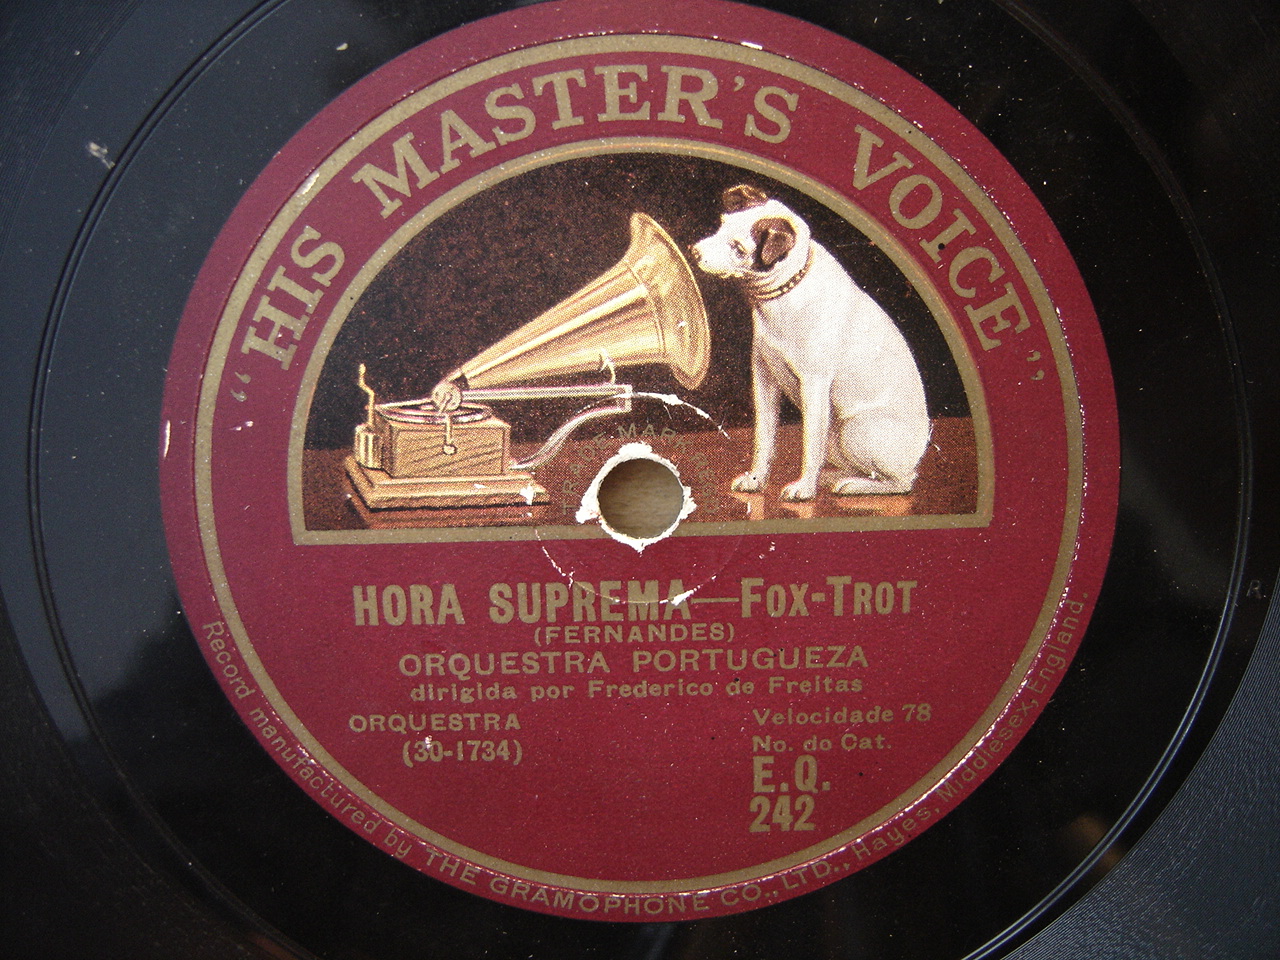 "HIS MASTER'S VOICE"
HORA SUPREMA—FOX-TROT
(FERNANDES)
ORQUESTRA PORTUGUEZA
dirigida por Frederico de Freitas
ORQUESTRA
(30-1734)
Velocidade 78
No. do Cat.
E.Q.
242
Record manufactured by THE GRAMOPHONE CO., LTD., Hayes, Middlesex, England.
R.